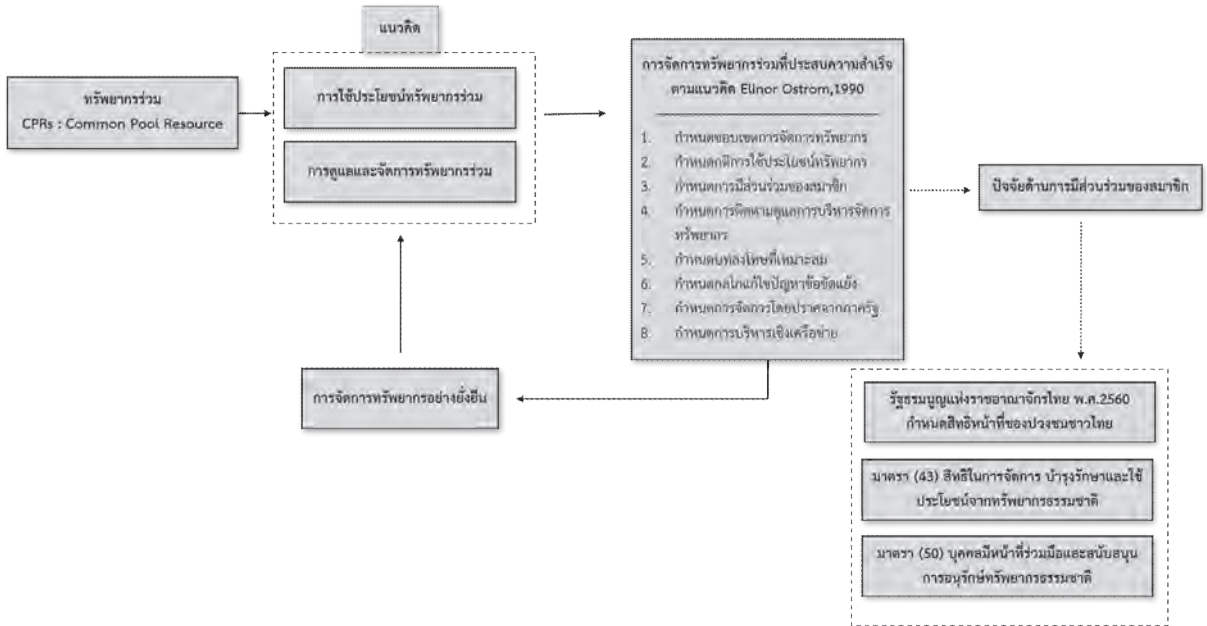 แนวคิด
ทรัพยากรร่วม
CPRs : Common Pool Resource
การใช้ประโยชน์ทรัพยากรร่วม
การดูแลและจัดการทรัพยากรร่วม
การจัดการทรัพยากรร่วมที่ประสบความสำเร็จ
ตามแนวคิด Elinor Ostrom,1990
1. กำหนดขอบเขตการจัดการทรัพยากร
2. กำหนดกติการใช้ประโยชน์ทรัพยากร
3. กำหนดการมีส่วนร่วมของสมาชิก
4. กำหนดการติดตามดูแลการบริหารจัดการ
ทรัพยากร
5. กำหนดบทลงโทษที่เหมาะสม
6. กำหนดกลไกแก้ไขปัญหาข้อขัดแย้ง
7. กำหนดการจัดการโดยปราศจากภาครัฐ
8. กำหนดการบริหารเชิงเครือข่าย
ปัจจัยด้านการมีส่วนร่วมของสมาชิก
การจัดการทรัพยากรอย่างยั่งยืน
รัฐธรรมนูญแห่งราชอาณาจักรไทย พ.ศ.2560
กำหนดสิทธิหน้าที่ของปวงชนชาวไทย
มาตรา (43) สิทธิในการจัดการ บำรุงรักษาและใช้
ประโยชน์จากทรัพยากรธรรมชาติ
มาตรา (50) บุคคลมีหน้าที่ร่วมมือและสนับสนุน
การอนุรักษ์ทรัพยากรธรรมชาติ